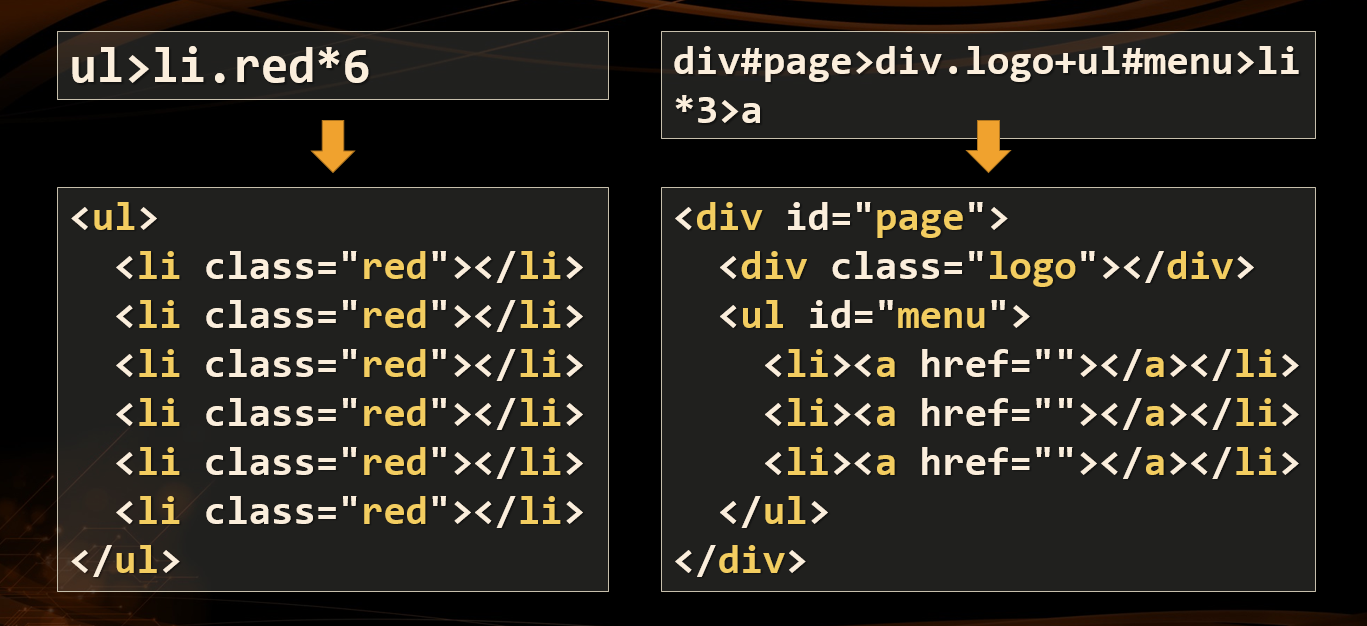 ul>li.red*6
<ul>
  <li class="red"></li>
  <li class="red"></li>
  <li class="red"></li>
  <li class="red"></li>
  <li class="red"></li>
  <li class="red"></li>
</ul>
div#page>div.logo+ul#menu>li
*3>a
<div id="page">
  <div class="logo"></div>
  <ul id="menu">
    <li><a href=""></a></li>
    <li><a href=""></a></li>
    <li><a href=""></a></li>
  </ul>
</div>